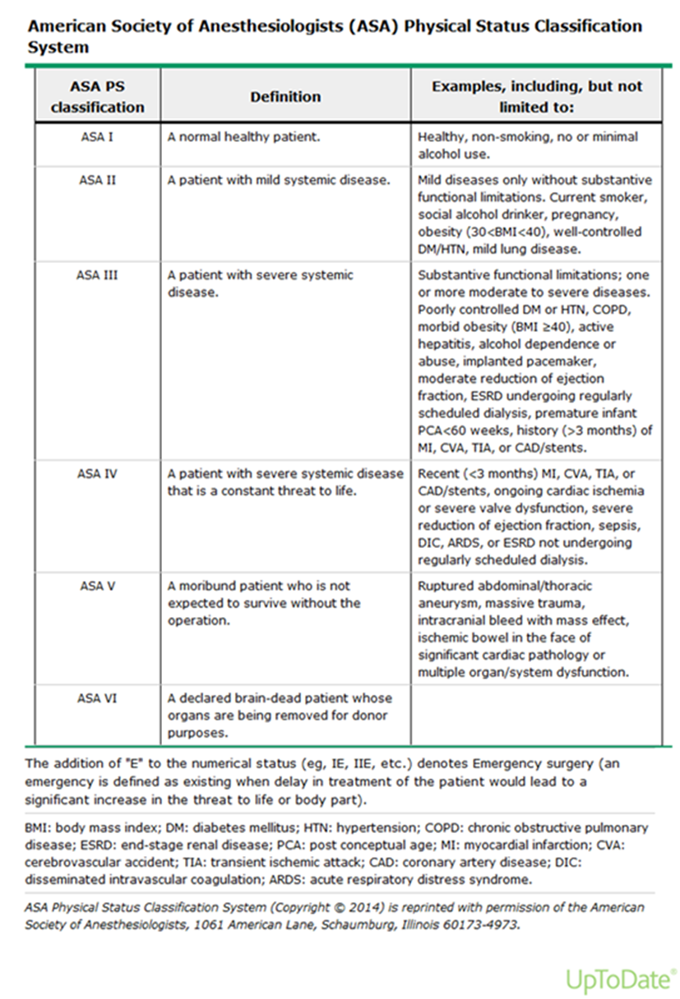 American Society of Anesthesiologists (ASA) Physical Status Classification
System
ASA PS
classification
Definition
Examples, including, but not
limited to:
ASA I
A normal healthy patient.
Healthy, non-smoking, no or minimal
alcohol use.
ASA II
A patient with mild systemic disease.
Mild diseases only without substantive
functional limitations. Current smoker,
social alcohol drinker, pregnancy,
obesity (30<BMI<40), well-controlled
DM/HTN, mild lung disease.
ASA III
A patient with severe systemic
disease.
Substantive functional limitations; one
or more moderate to severe diseases.
Poorly controlled DM or HTN, COPD,
morbid obesity (BMI ≥40), active
hepatitis, alcohol dependence or
abuse, implanted pacemaker,
moderate reduction of ejection
fraction, ESRD undergoing regularly
scheduled dialysis, premature infant
PCA<60 weeks, history (>3 months) of
MI, CVA, TIA, or CAD/stents.
ASA IV
A patient with severe systemic disease
that is a constant threat to life.
Recent (<3 months) MI, CVA, TIA, or
CAD/stents, ongoing cardiac ischemia
or severe valve dysfunction, severe
reduction of ejection fraction, sepsis,
DIC, ARDS, or ESRD not undergoing
regularly scheduled dialysis.
ASA V
A moribund patient who is not
expected to survive without the
operation.
Ruptured abdominal/thoracic
aneurysm, massive trauma,
intracranial bleed with mass effect,
ischemic bowel in the face of
significant cardiac pathology or
multiple organ/system dysfunction.
ASA VI
A declared brain-dead patient whose
organs are being removed for donor
purposes.
The addition of "E" to the numerical status (eg, IE, IIE, etc.) denotes Emergency surgery (an
emergency is defined as existing when delay in treatment of the patient would lead to a
significant increase in the threat to life or body part).
BMI: body mass index; DM: diabetes mellitus; HTN: hypertension; COPD: chronic obstructive pulmonary
disease; ESRD: end-stage renal disease; PCA: post conceptual age; MI: myocardial infarction; CVA:
cerebrovascular accident; TIA: transient ischemic attack; CAD: coronary artery disease; DIC:
disseminated intravascular coagulation; ARDS: acute respiratory distress syndrome.
ASA Physical Status Classification System (Copyright © 2014) is reprinted with permission of the American
Society of Anesthesiologists, 1061 American Lane, Schaumburg, Illinois 60173-4973.
UpToDate®